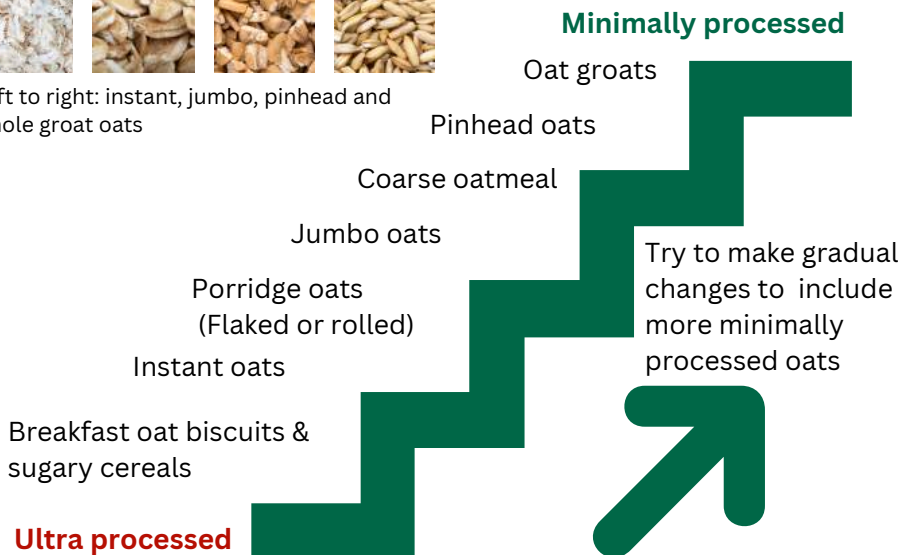 Minimally processed
Oat groats
ft to right: instant, jumbo, pinhead and
ole groat oats
Pinhead oats
Coarse oatmeal
Jumbo oats
Try to make gradual
changes to include
more minimally
processed oats
Porridge oats
(Flaked or rolled)
Instant oats
Breakfast oat biscuits &
sugary cereals
Ultra processed